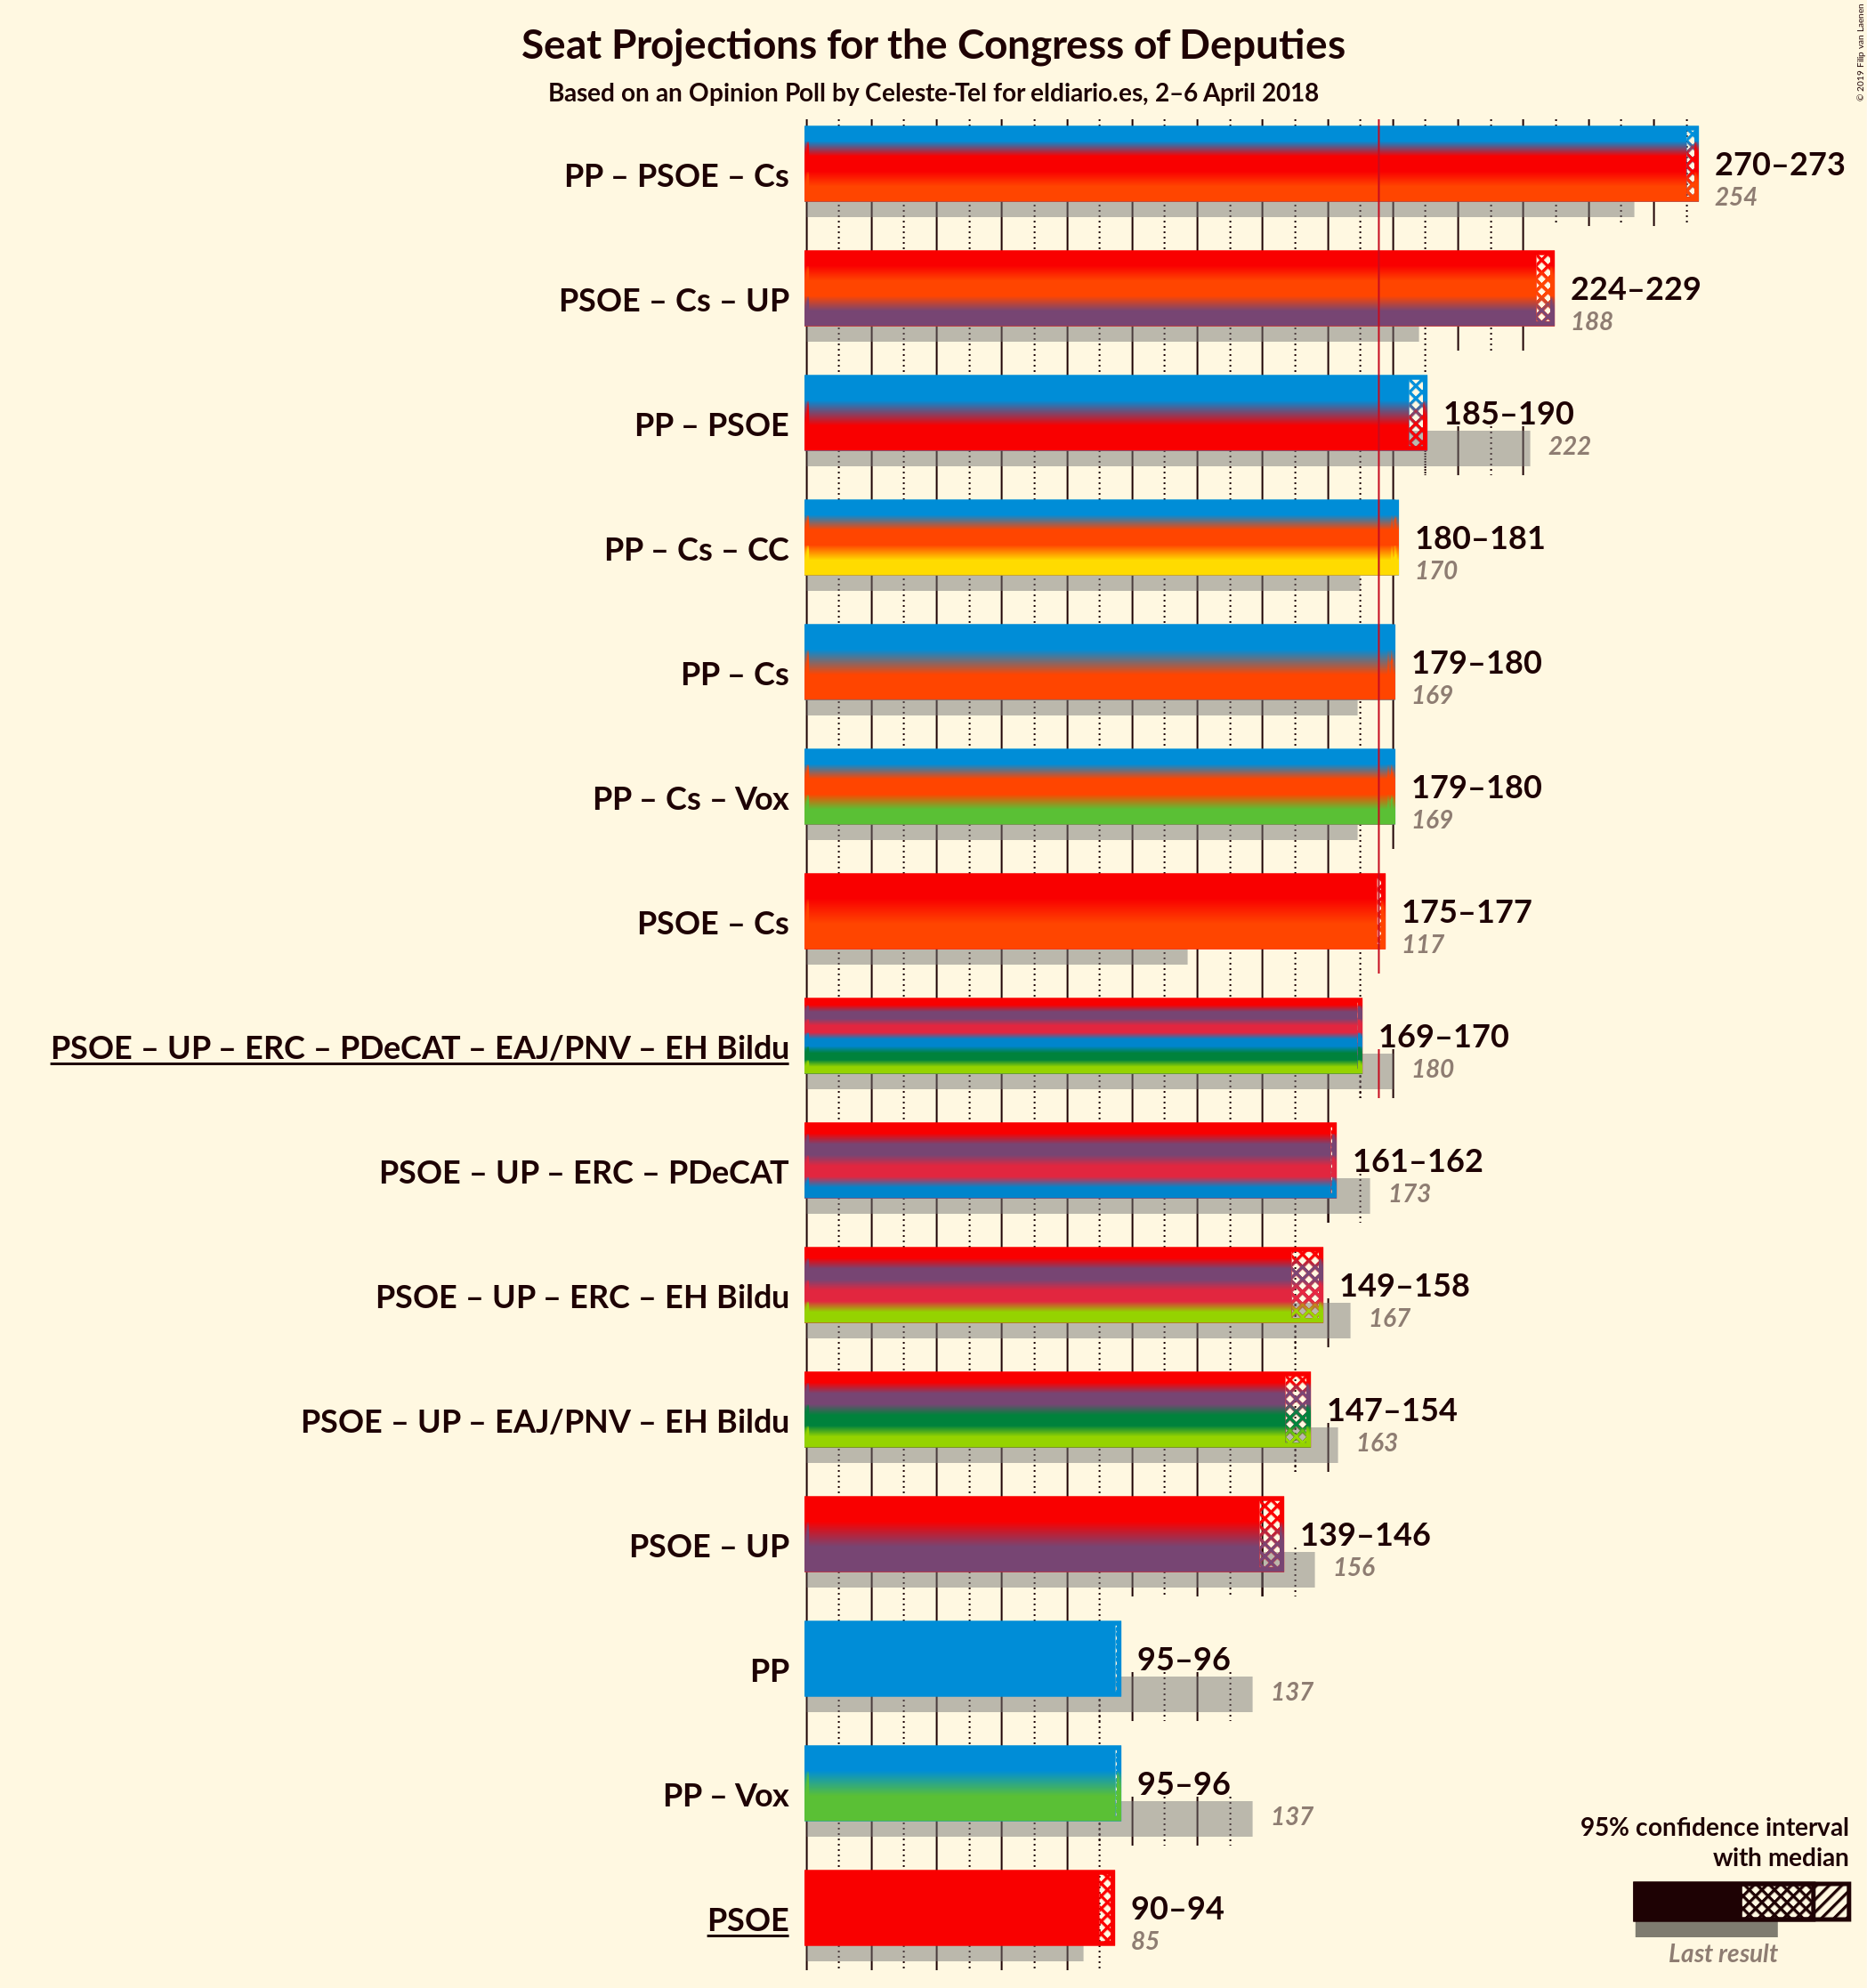 Seat Projections for the Congress of Deputies
Based on an Opinion Poll by Celeste-Tel for eldiario.es, 2–6 April 2018
© 2019 Filip van Laenen
PP – PSOE – Cs
270–273
254
PSOE – Cs – UP
224–229
188
PP – PSOE
185–190
222
PP – Cs – CC
180–181
170
PP – Cs
179–180
169
PP – Cs – Vox
179–180
169
PSOE – Cs
175–177
117
PSOE – UP – ERC – PDeCAT – EAJ/PNV – EH Bildu
169–170
180
PSOE – UP – ERC – PDeCAT
161–162
173
PSOE – UP – ERC – EH Bildu
149–158
167
PSOE – UP – EAJ/PNV – EH Bildu
147–154
163
PSOE – UP
139–146
156
PP
95–96
137
PP – Vox
95–96
137
PSOE
90–94
85
95% confidence interval
with median
Last result